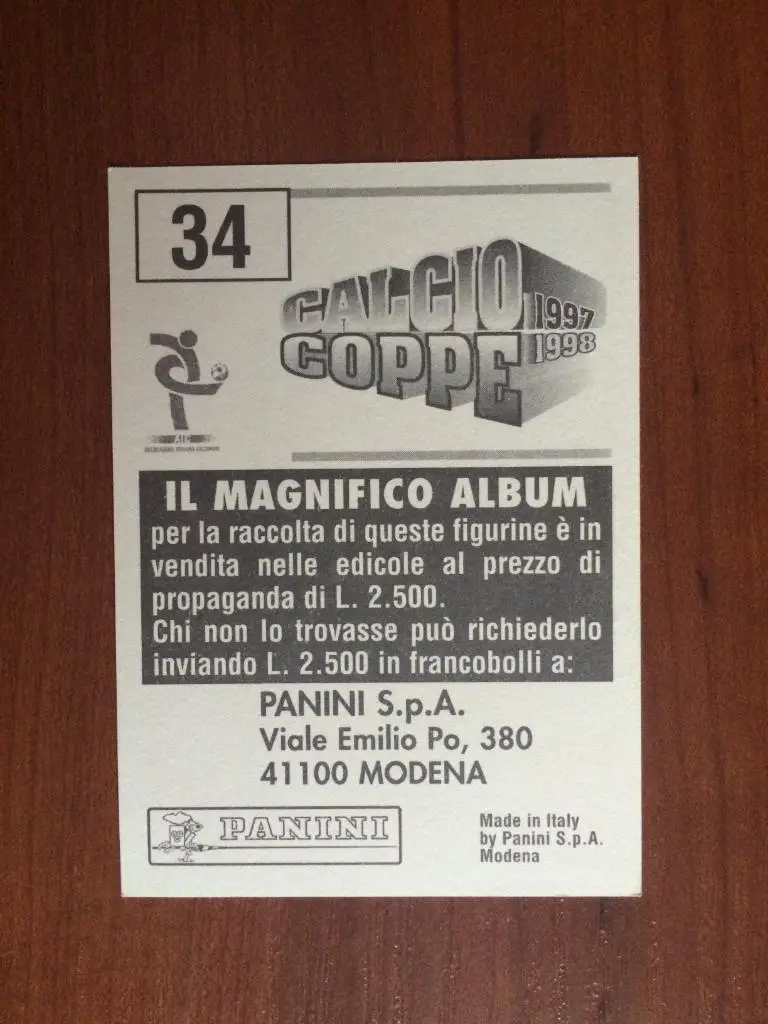 34
CALCIO 1997
COPPE 1998
AIC
IL MAGNIFICO ALBUM
per la raccolta di queste figurine è in
vendita nelle edicole al prezzo di
propaganda di L. 2.500.
Chi non lo trovasse può richiederlo
inviando L. 2.500 in francobolli a:
PANINI S.p.A.
Viale Emilio Po, 380
41100 MODENA
PANINI
Made in Italy
by Panini S.p.A.
Modena